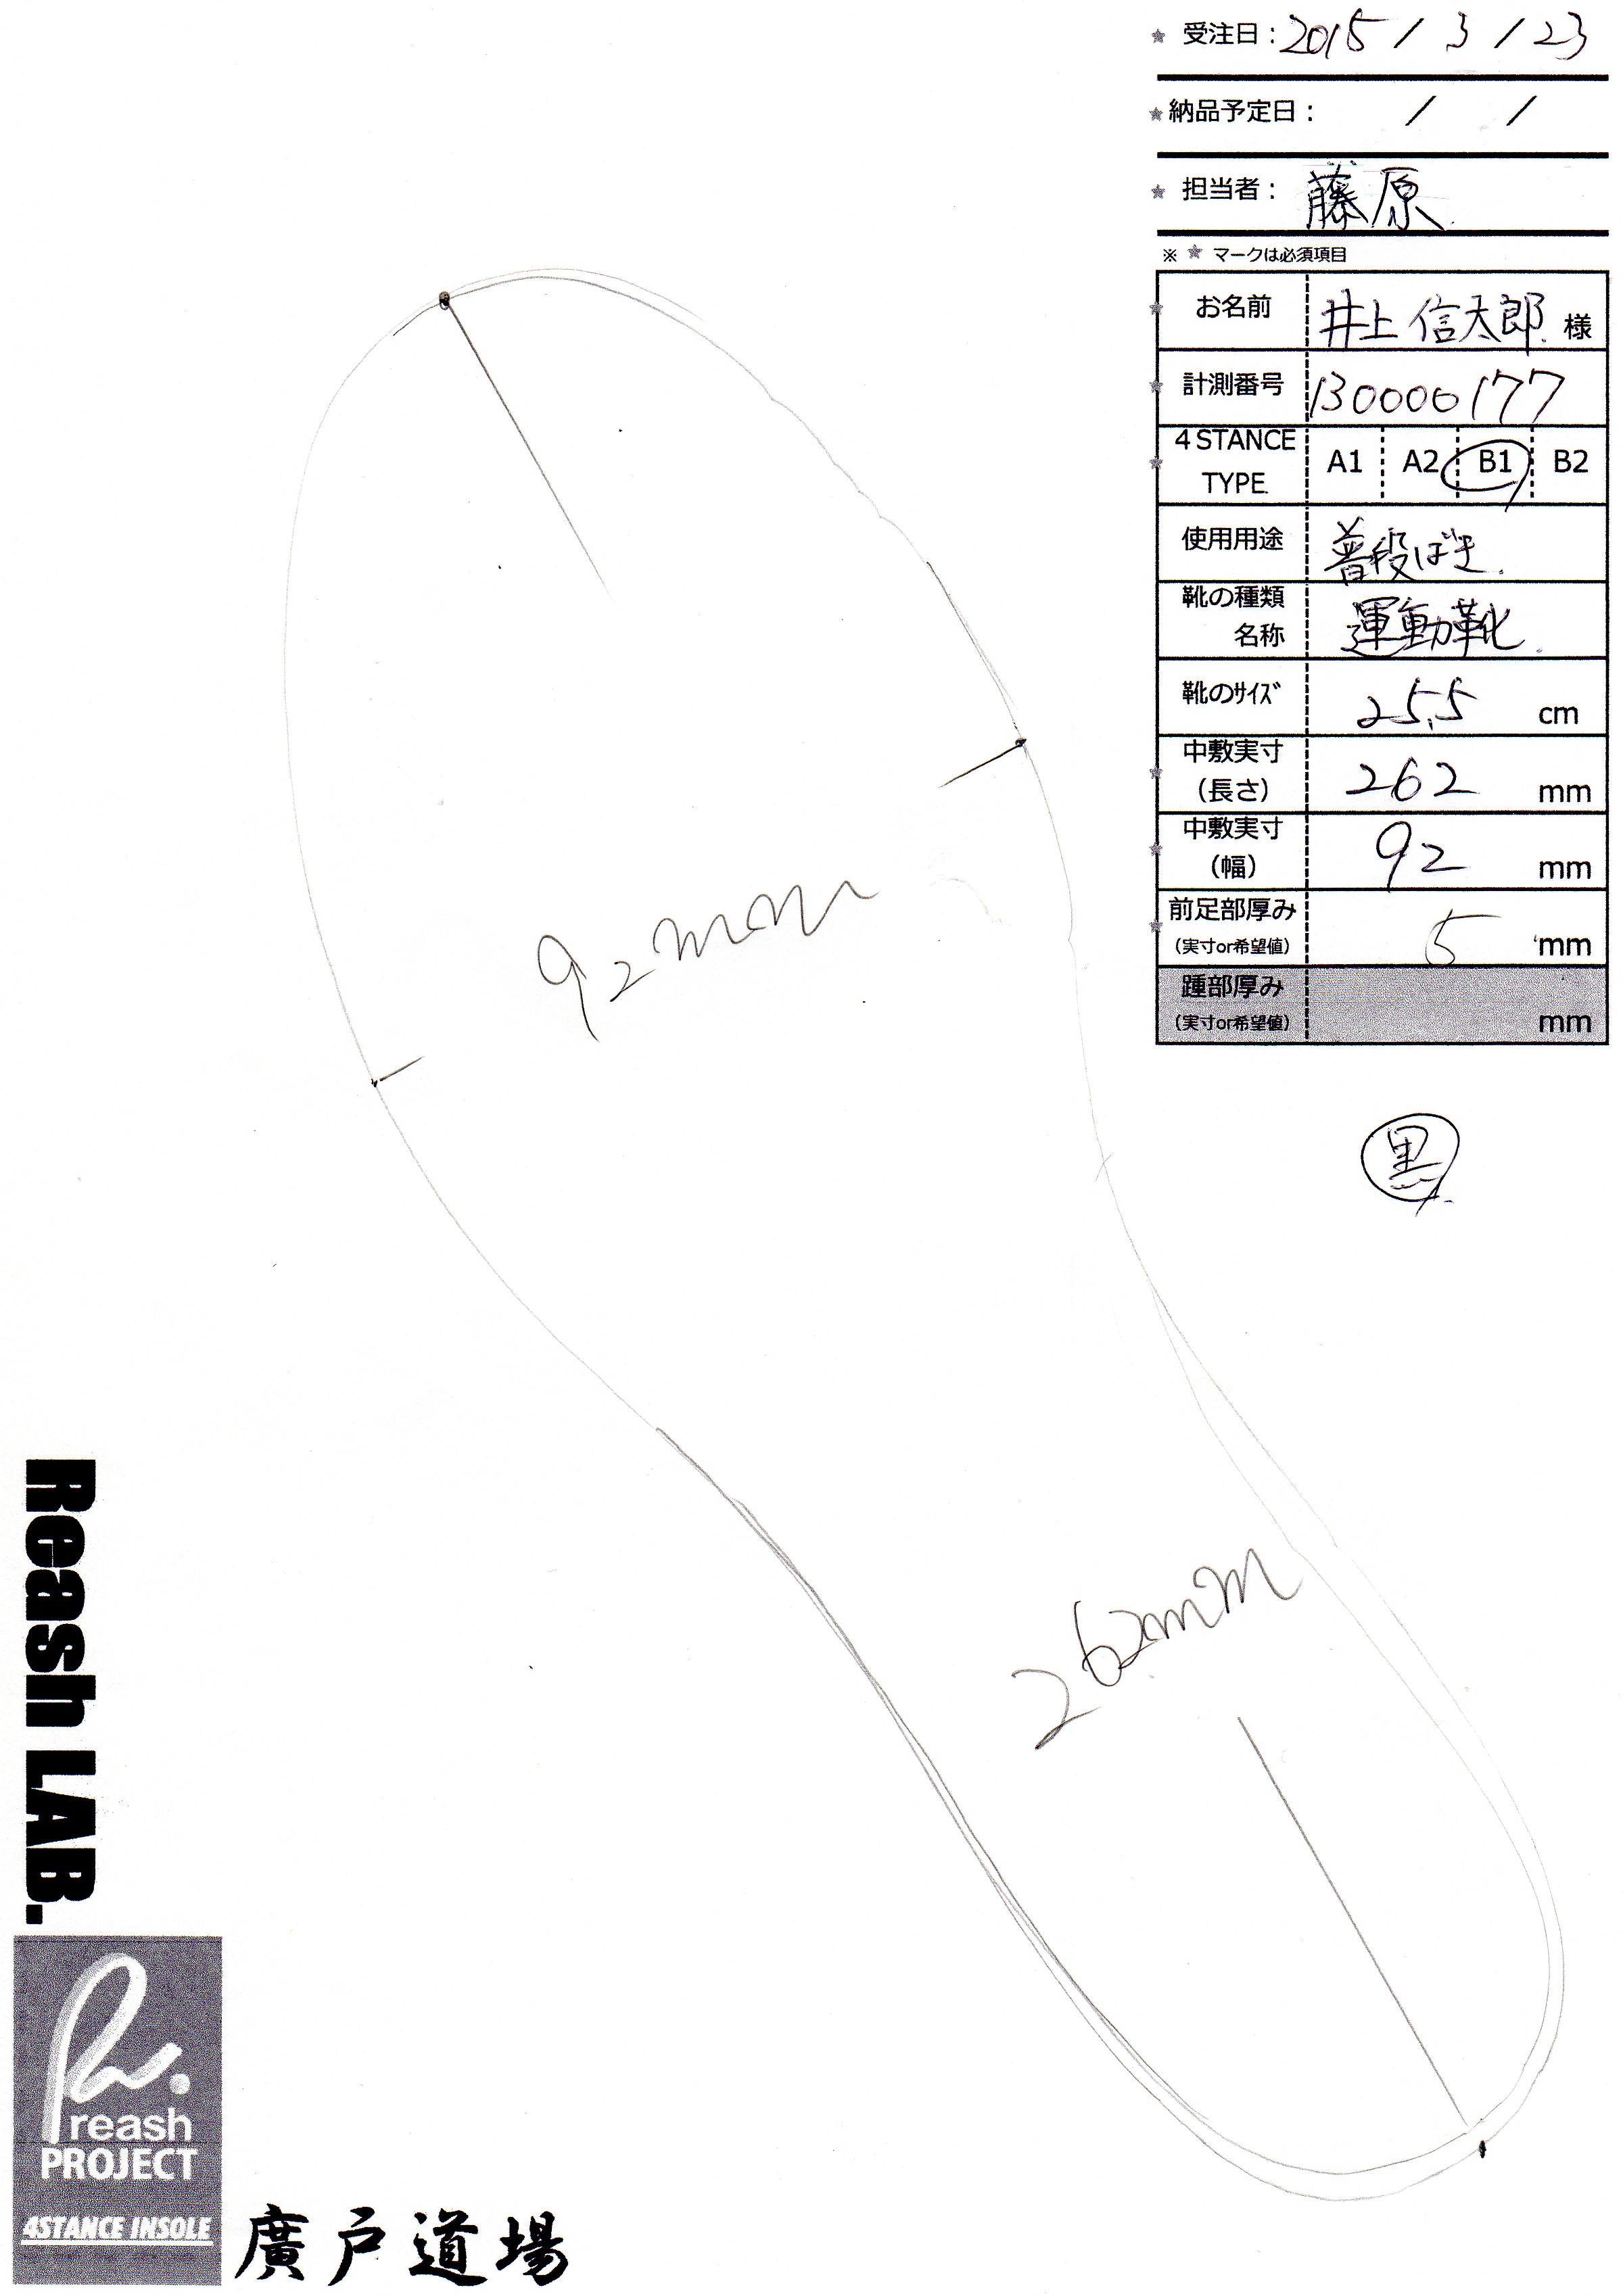 ★ 受注日：2015 / 3 / 23
★ 納品予定日： / /
★ 担当者：藤原
※ ★ マークは必須項目
★ お名前 井上 信太郎 様
★ 計測番号 130000177
★ 4 STANCE TYPE. A1 A2 B1 B2
使用用途 普段ばき
靴の種類
名称 運動靴
靴のｻｲｽﾞ 25.5 cm
★ 中敷実寸
（長さ） 262 mm
★ 中敷実寸
（幅） 92 mm
★ 前足部厚み
（実寸or希望値） 5 mm
踵部厚み
（実寸or希望値） mm
黒
92mm
262mm
Reash LAB.
reash
PROJECT
4STANCE INSOLE
廣戸道場